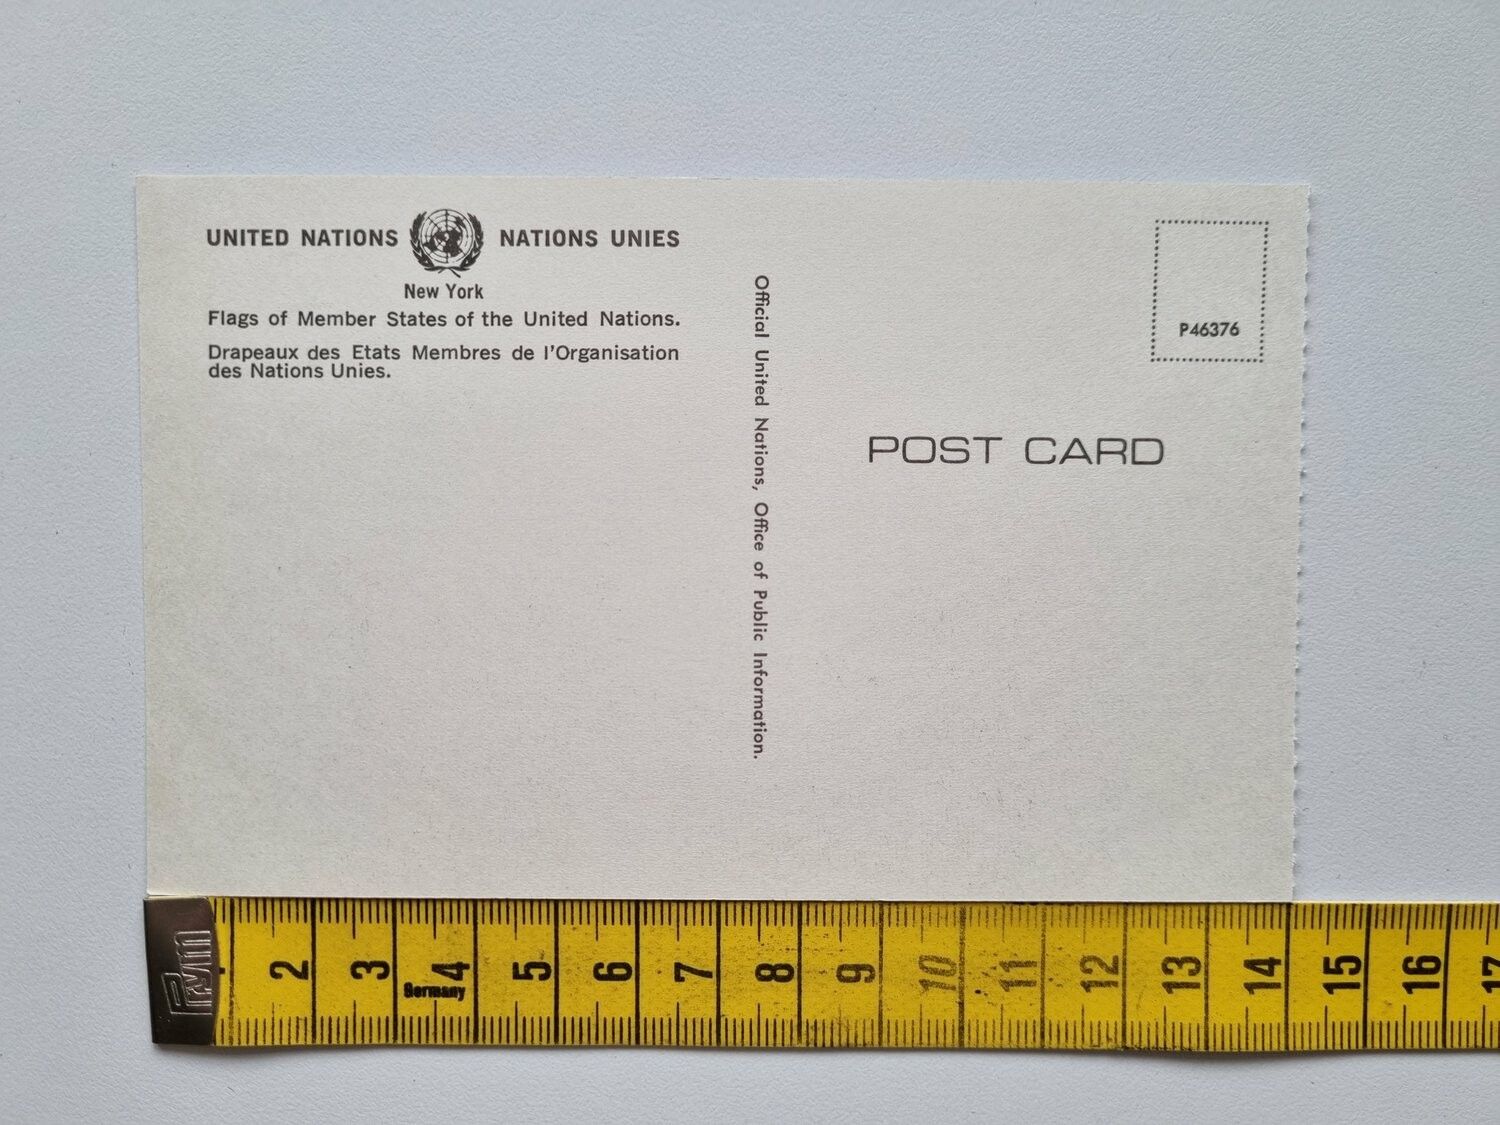 UNITED NATIONS NATIONS UNIES
New York
Flags of Member States of the United Nations.
Drapeaux des Etats Membres de l'Organisation
des Nations Unies.
Official United Nations, Office of Public Information.
P46376
POST CARD
Prym
2 3 4 5 6 7 8 9 10 11 12 13 14 15 16 17
Germany